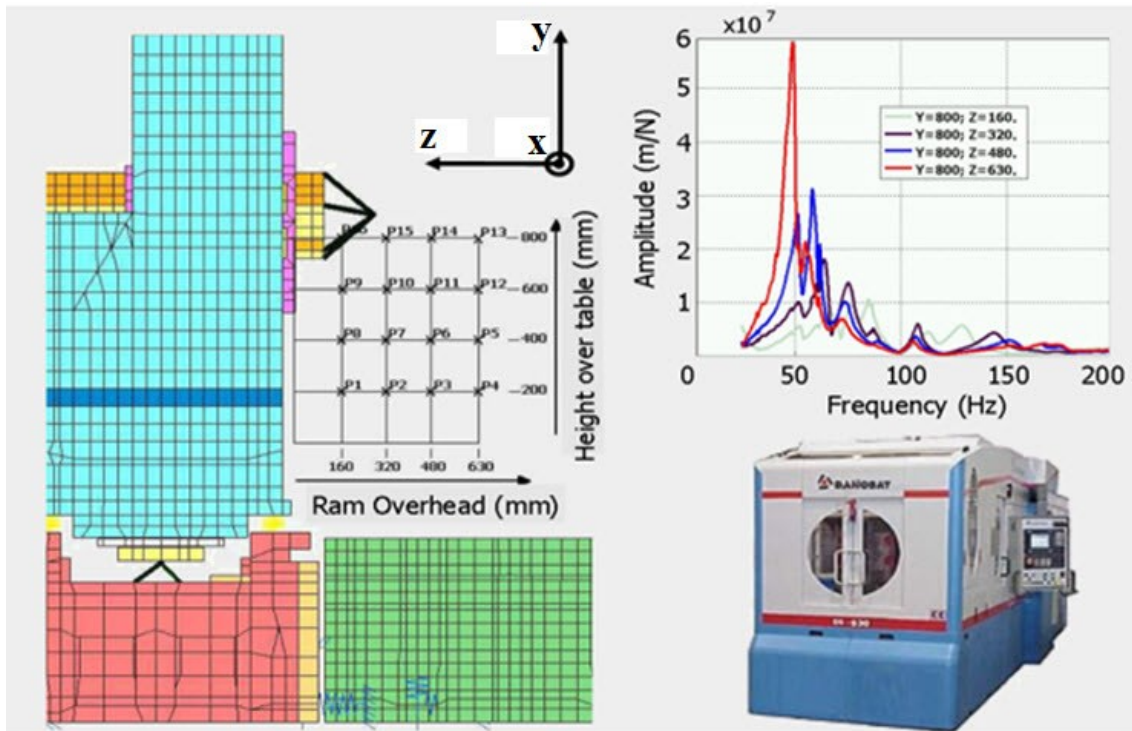 y
z
x
P16 P15 P14 P13
P9 P10 P11 P12
P8 P7 P6 P5
P1 P2 P3 P4
800
600
400
200
160 320 480 630
Height over table (mm)
Ram Overhead (mm)
x10 7
6
5
4
3
2
1
0 50 100 150 200
Amplitude (m/N)
Frequency (Hz)
Y=800; Z=160.
Y=800; Z=320.
Y=800; Z=480.
Y=800; Z=630.
DANOBAT